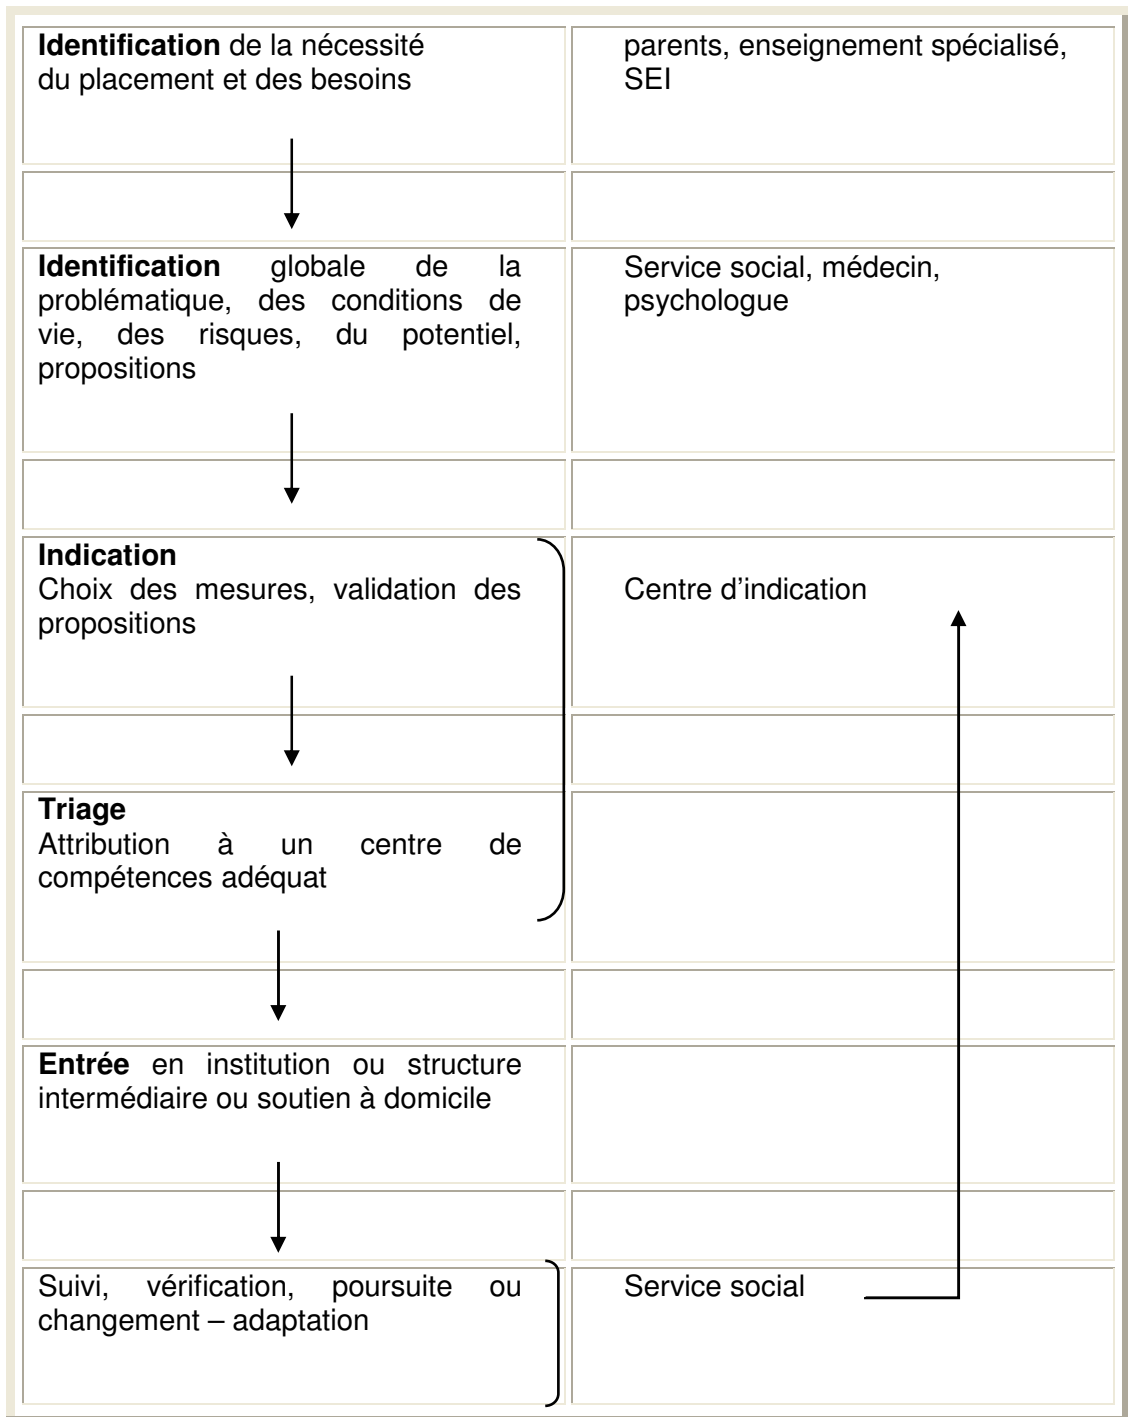 Identification de la nécessité
du placement et des besoins
parents, enseignement spécialisé,
SEI
Identification globale de la
problématique, des conditions de
vie, des risques, du potentiel,
propositions
Service social, médecin,
psychologue
Indication
Choix des mesures, validation des
propositions
Centre d'indication
Triage
Attribution à un centre de
compétences adéquat
Entrée en institution ou structure
intermédiaire ou soutien à domicile
Suivi, vérification, poursuite ou
changement – adaptation
Service social